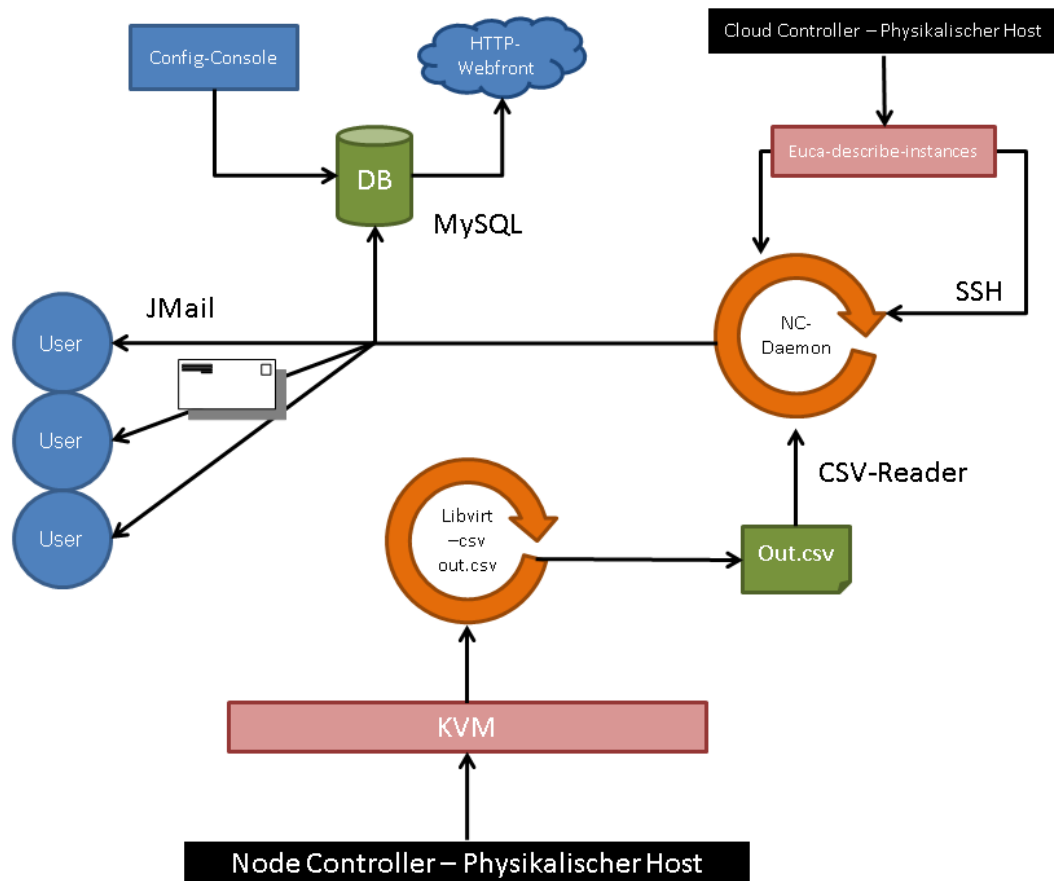 Config-Console
HTTP-
Webfront
Cloud Controller – Physikalischer Host
Euca-describe-instances
DB
MySQL
JMail
SSH
User
User
User
NC-
Daemon
CSV-Reader
Libvirt
–csv
out.csv
Out.csv
KVM
Node Controller – Physikalischer Host